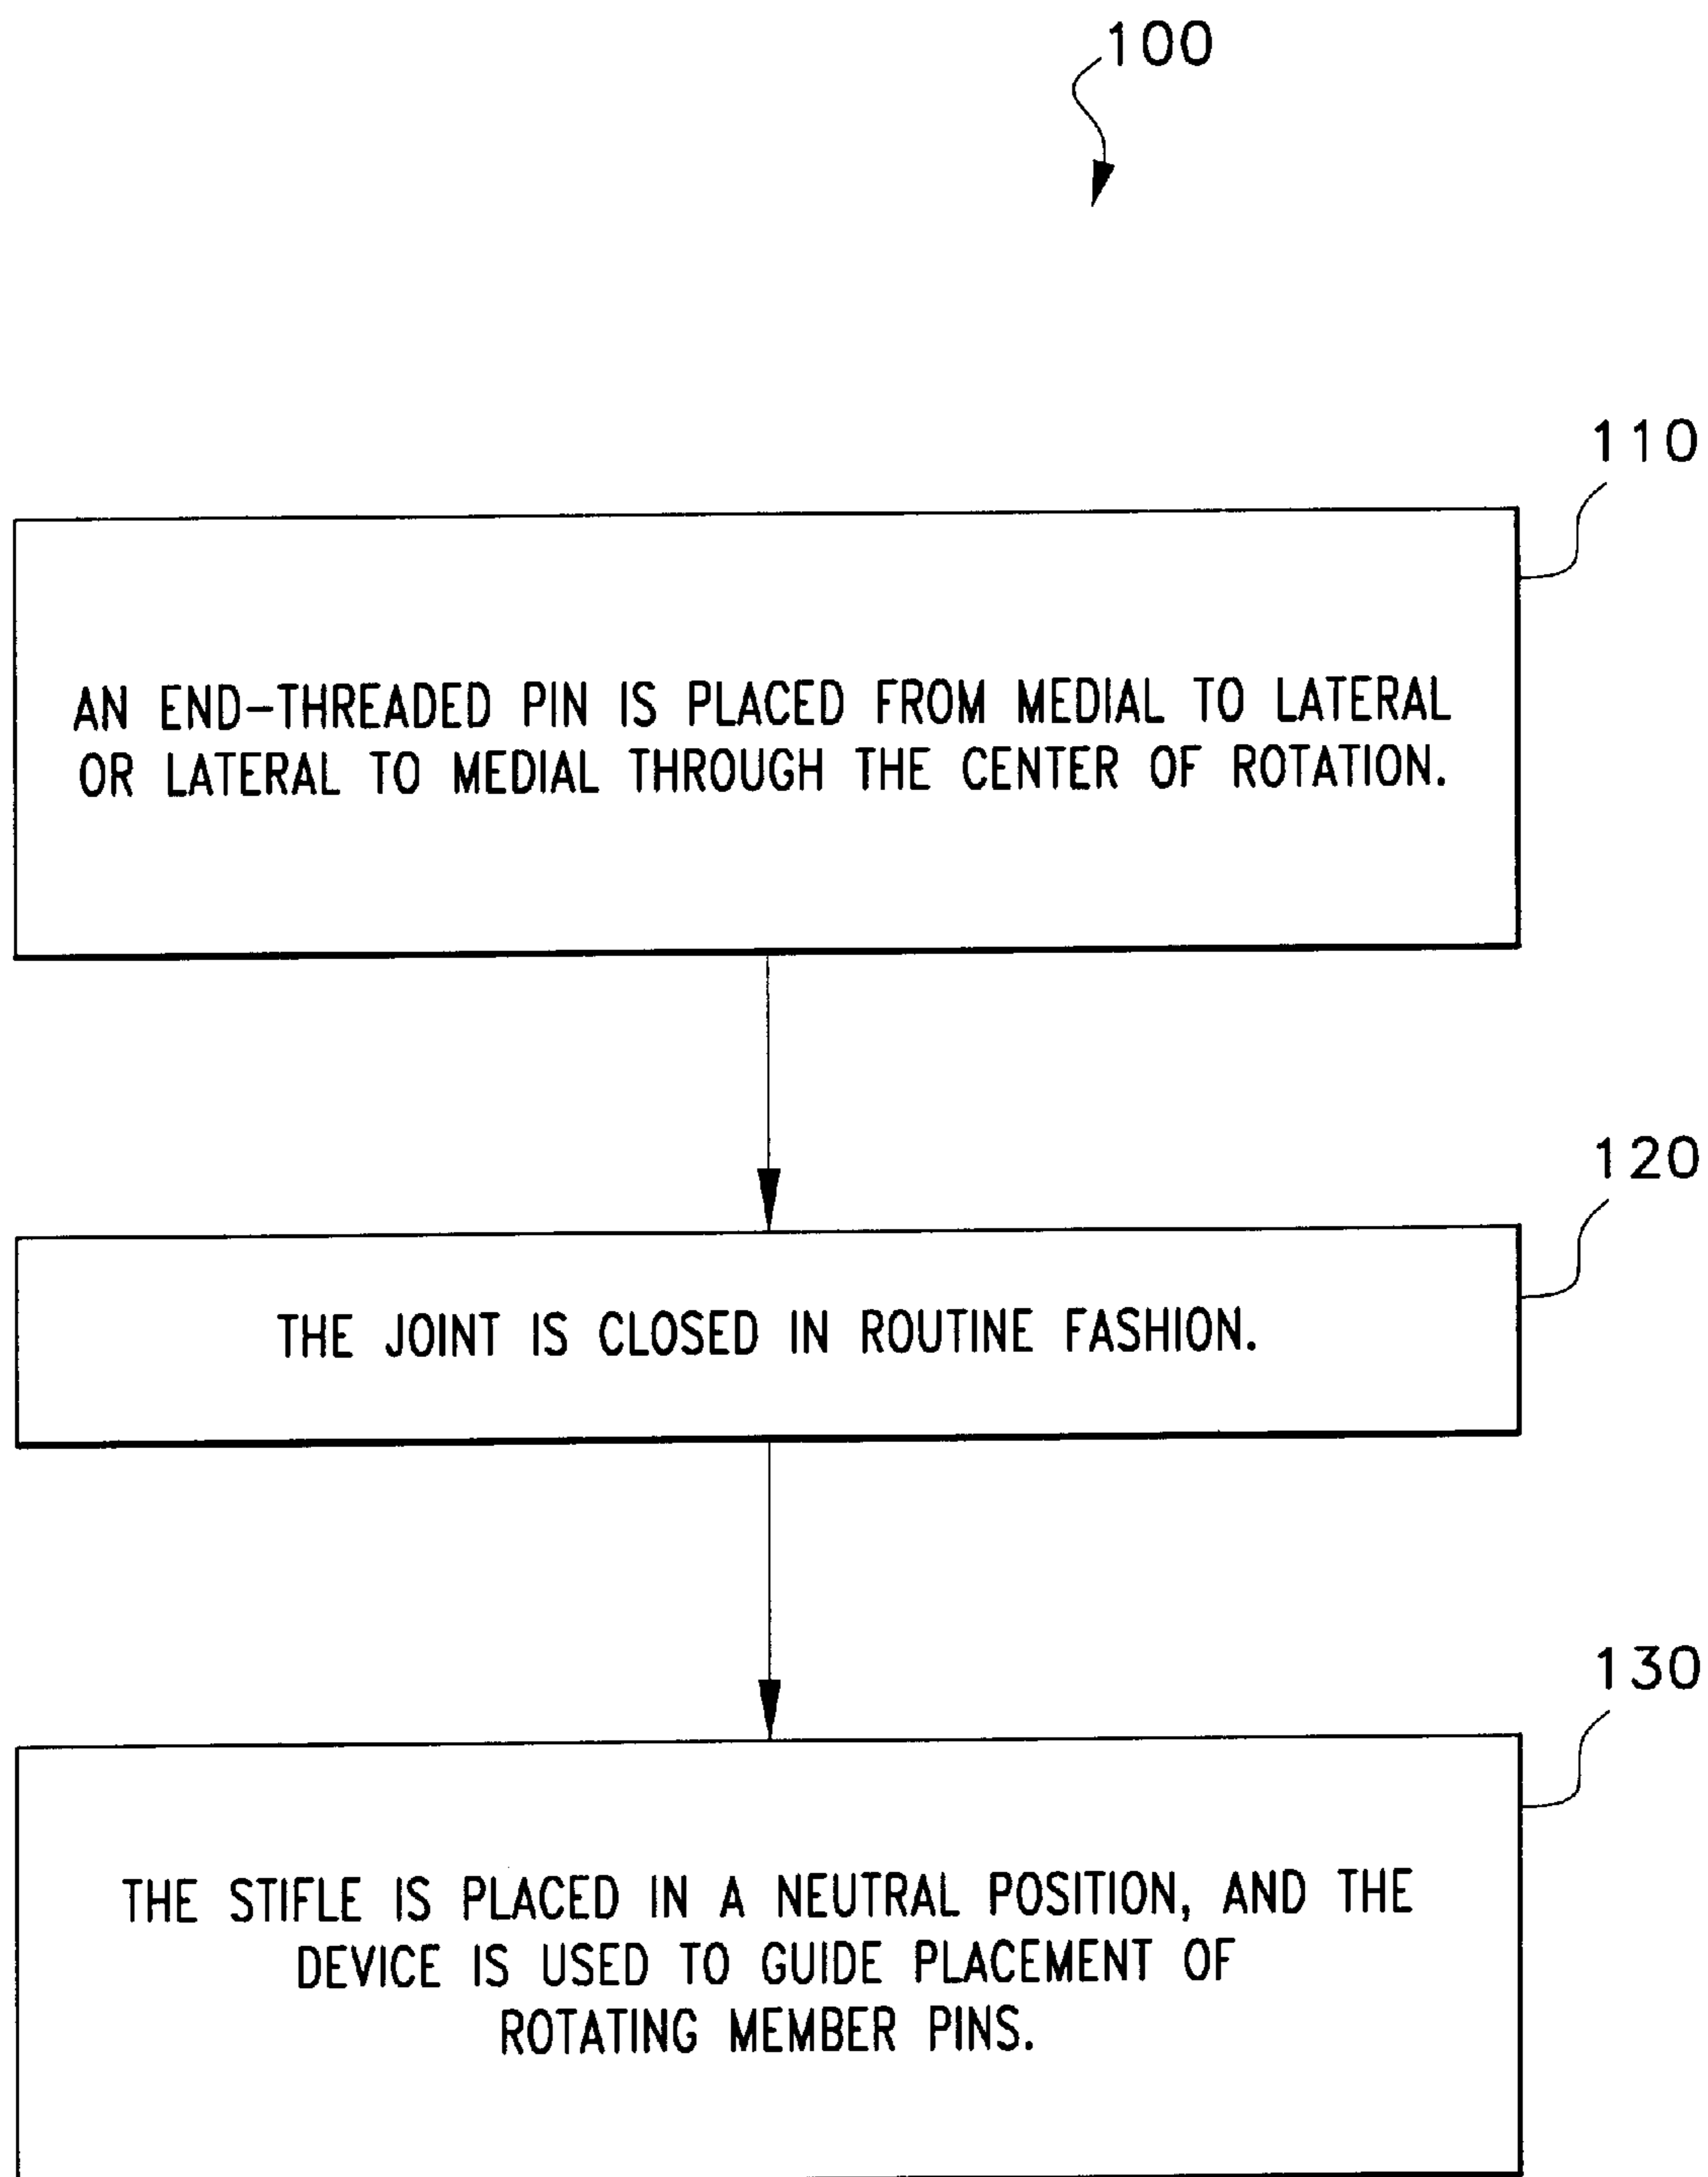 100
110
AN END-THREADED PIN IS PLACED FROM MEDIAL TO LATERAL
OR LATERAL TO MEDIAL THROUGH THE CENTER OF ROTATION.
120
THE JOINT IS CLOSED IN ROUTINE FASHION.
130
THE STIFLE IS PLACED IN A NEUTRAL POSITION, AND THE
DEVICE IS USED TO GUIDE PLACEMENT OF
ROTATING MEMBER PINS.